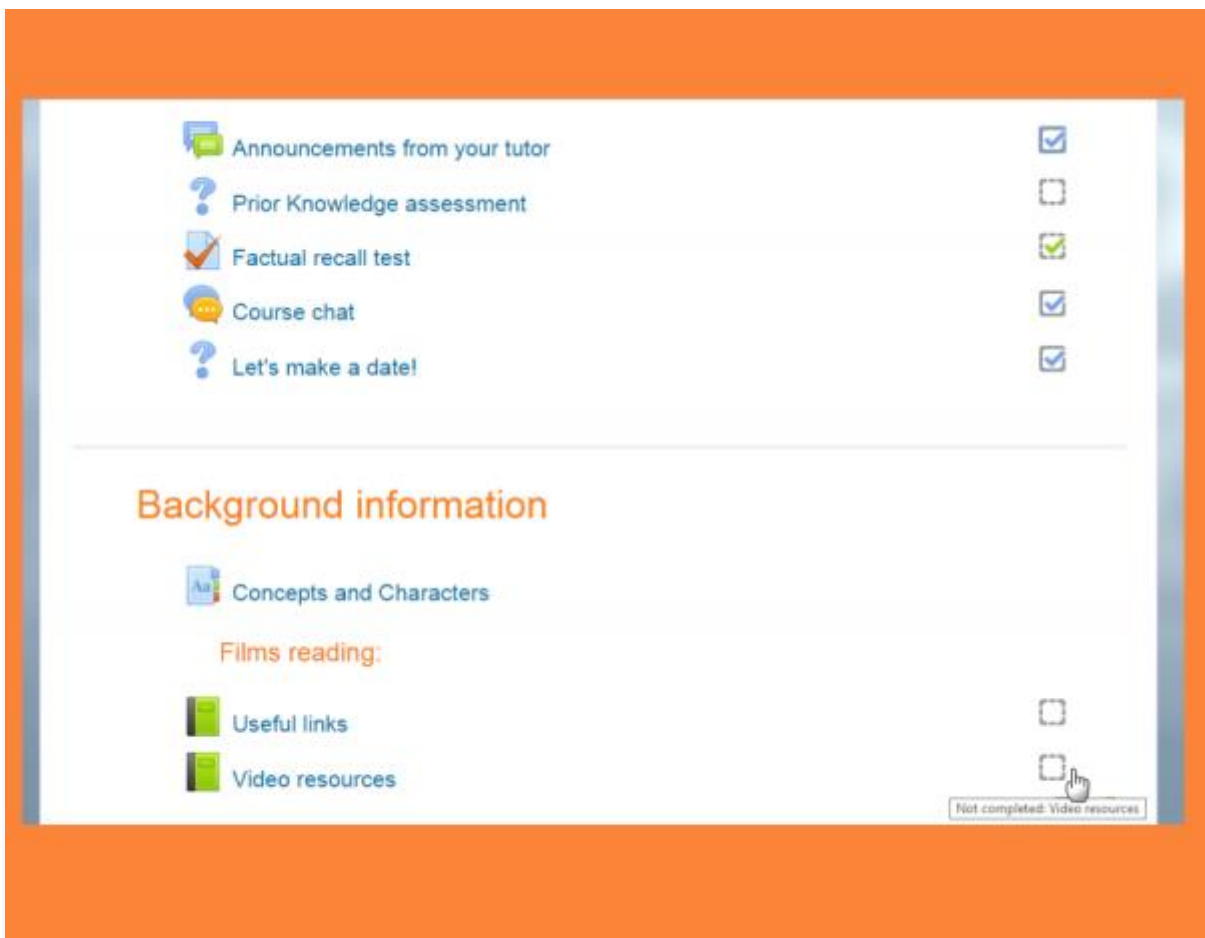 Announcements from your tutor
Prior Knowledge assessment
Factual recall test
Course chat
Let's make a date!
Background information
Aa
Concepts and Characters
Films reading:
Useful links
Video resources
Not completed: Video resources